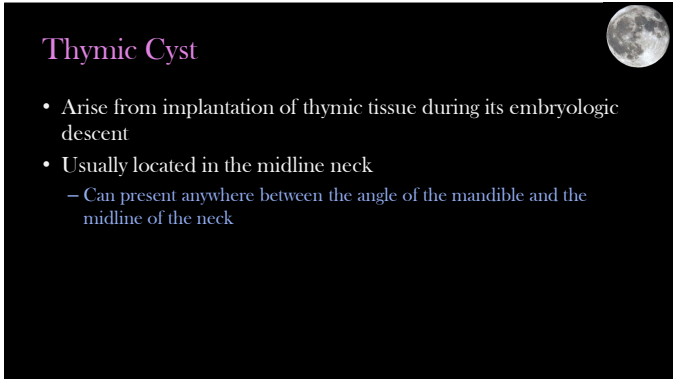 Thymic Cyst
• Arise from implantation of thymic tissue during its embryologic
descent
• Usually located in the midline neck
– Can present anywhere between the angle of the mandible and the
midline of the neck